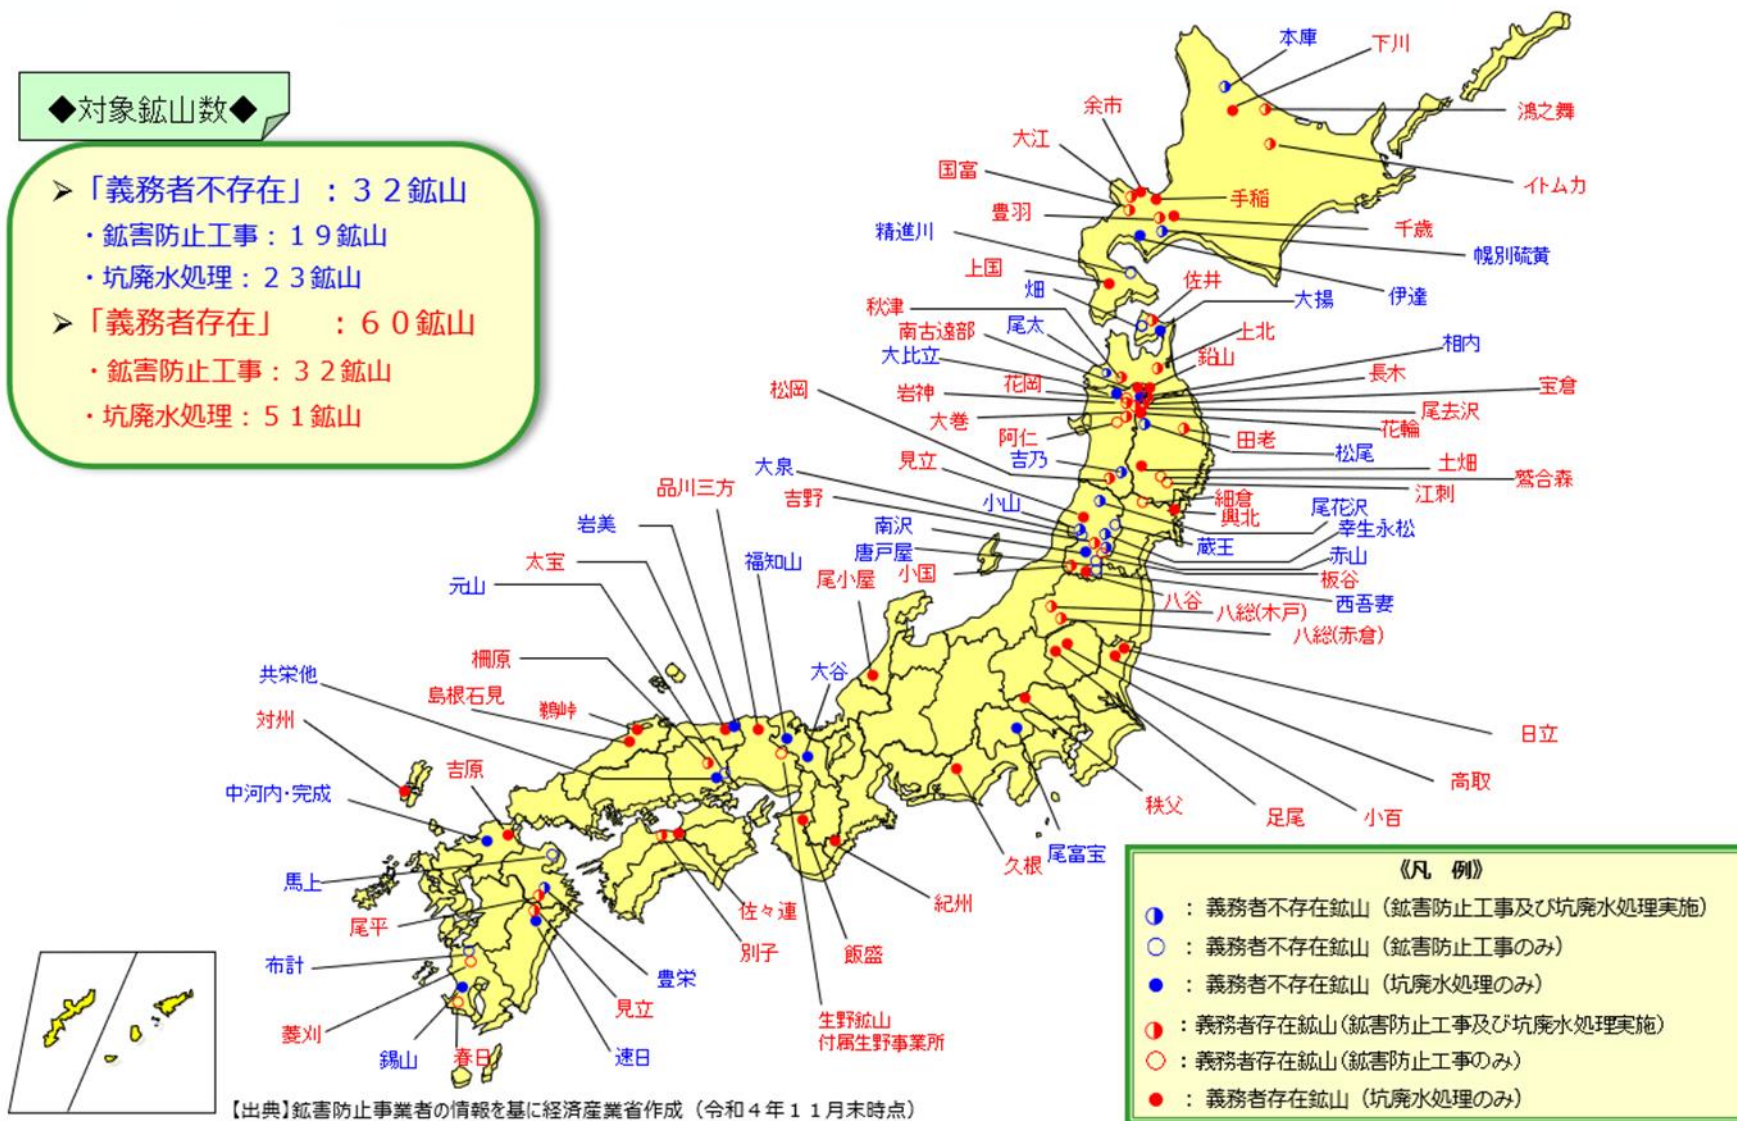 ◆対象鉱山数◆
➢「義務者不存在」:32鉱山
・鉱害防止工事:19鉱山
・坑廃水処理:23鉱山
➢「義務者存在」 :60鉱山
・鉱害防止工事:32鉱山
・坑廃水処理:51鉱山
本庫
下川
鴻之舞
イトムカ
余市
大江
国富
手稲
豊羽
千歳
精進川
幌別硫黄
上国
伊達
畑
佐井
大揚
秋津
南古遠部
尾太
上北
相内
大比立
鉛山
長木
松岡
岩神
花岡
宝倉
大巻
尾去沢
阿仁
花輪
田老
松尾
見立
吉乃
土畑
大泉
鷲合森
江刺
品川三方
吉野
小山
細倉
興北
尾花沢
岩美
南沢
幸生永松
蔵王
太宝
福知山
唐戸屋
赤山
元山
尾小屋
小国
板谷
八谷
西吾妻
八総(木戸)
八総(赤倉)
柵原
共栄他
大谷
島根石見
鵜峠
対州
日立
吉原
高取
中河内・完成
秩父
足尾
小百
久根
尾富宝
馬上
紀州
佐々連
尾平
別子
飯盛
布計
豊栄
菱刈
見立
生野鉱山
付属生野事業所
錫山
春日
速日
《凡 例》
:義務者不存在鉱山(鉱害防止工事及び坑廃水処理実施)
:義務者不存在鉱山(鉱害防止工事のみ)
:義務者不存在鉱山(坑廃水処理のみ)
:義務者存在鉱山(鉱害防止工事及び坑廃水処理実施)
:義務者存在鉱山(鉱害防止工事のみ)
:義務者存在鉱山(坑廃水処理のみ)
【出典】鉱害防止事業者の情報を基に経済産業省作成(令和4年11月末時点)